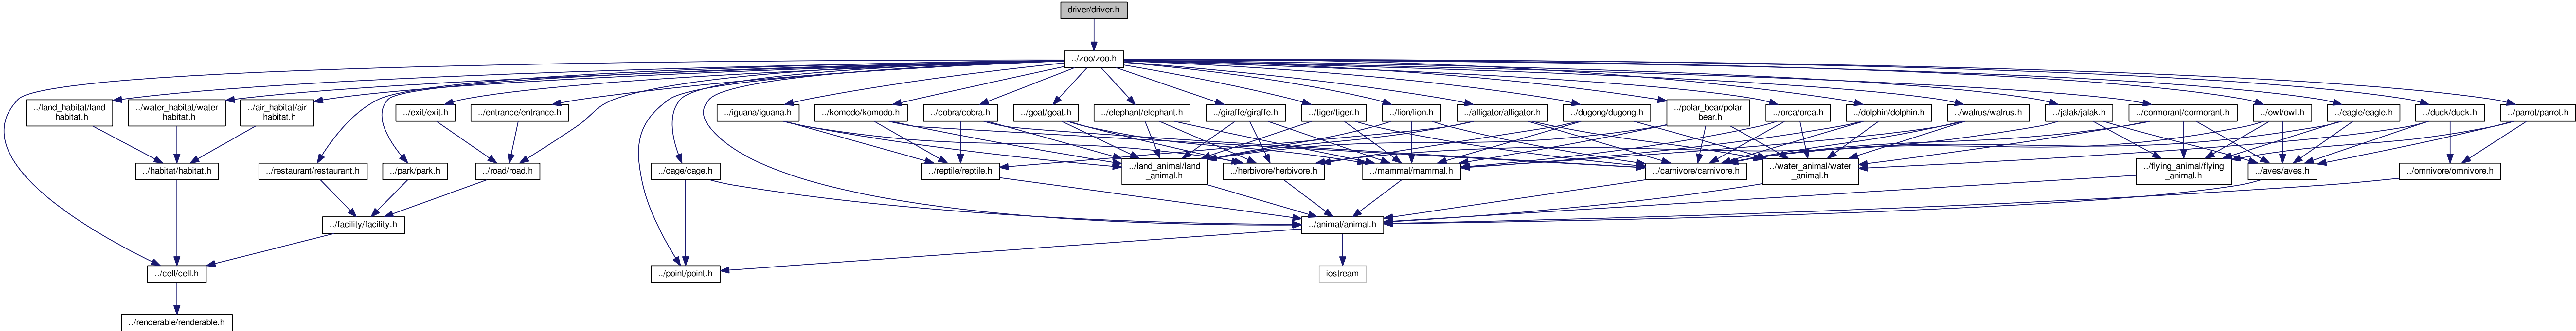 driver/driver.h
../zoo/zoo.h
../land_habitat/land
_habitat.h
../water_habitat/water
_habitat.h
../air_habitat/air
_habitat.h
../exit/exit.h
../entrance/entrance.h
../iguana/iguana.h
../komodo/komodo.h
../cobra/cobra.h
../goat/goat.h
../elephant/elephant.h
../giraffe/giraffe.h
../tiger/tiger.h
../lion/lion.h
../alligator/alligator.h
../dugong/dugong.h
../polar_bear/polar
_bear.h
../orca/orca.h
../dolphin/dolphin.h
../walrus/walrus.h
../jalak/jalak.h
../cormorant/cormorant.h
../owl/owl.h
../eagle/eagle.h
../duck/duck.h
../parrot/parrot.h
../habitat/habitat.h
../restaurant/restaurant.h
../park/park.h
../road/road.h
../cage/cage.h
../reptile/reptile.h
../land_animal/land
_animal.h
../herbivore/herbivore.h
../mammal/mammal.h
../carnivore/carnivore.h
../water_animal/water
_animal.h
../flying_animal/flying
_animal.h
../aves/aves.h
../omnivore/omnivore.h
../facility/facility.h
../animal/animal.h
../cell/cell.h
../point/point.h
iostream
../renderable/renderable.h